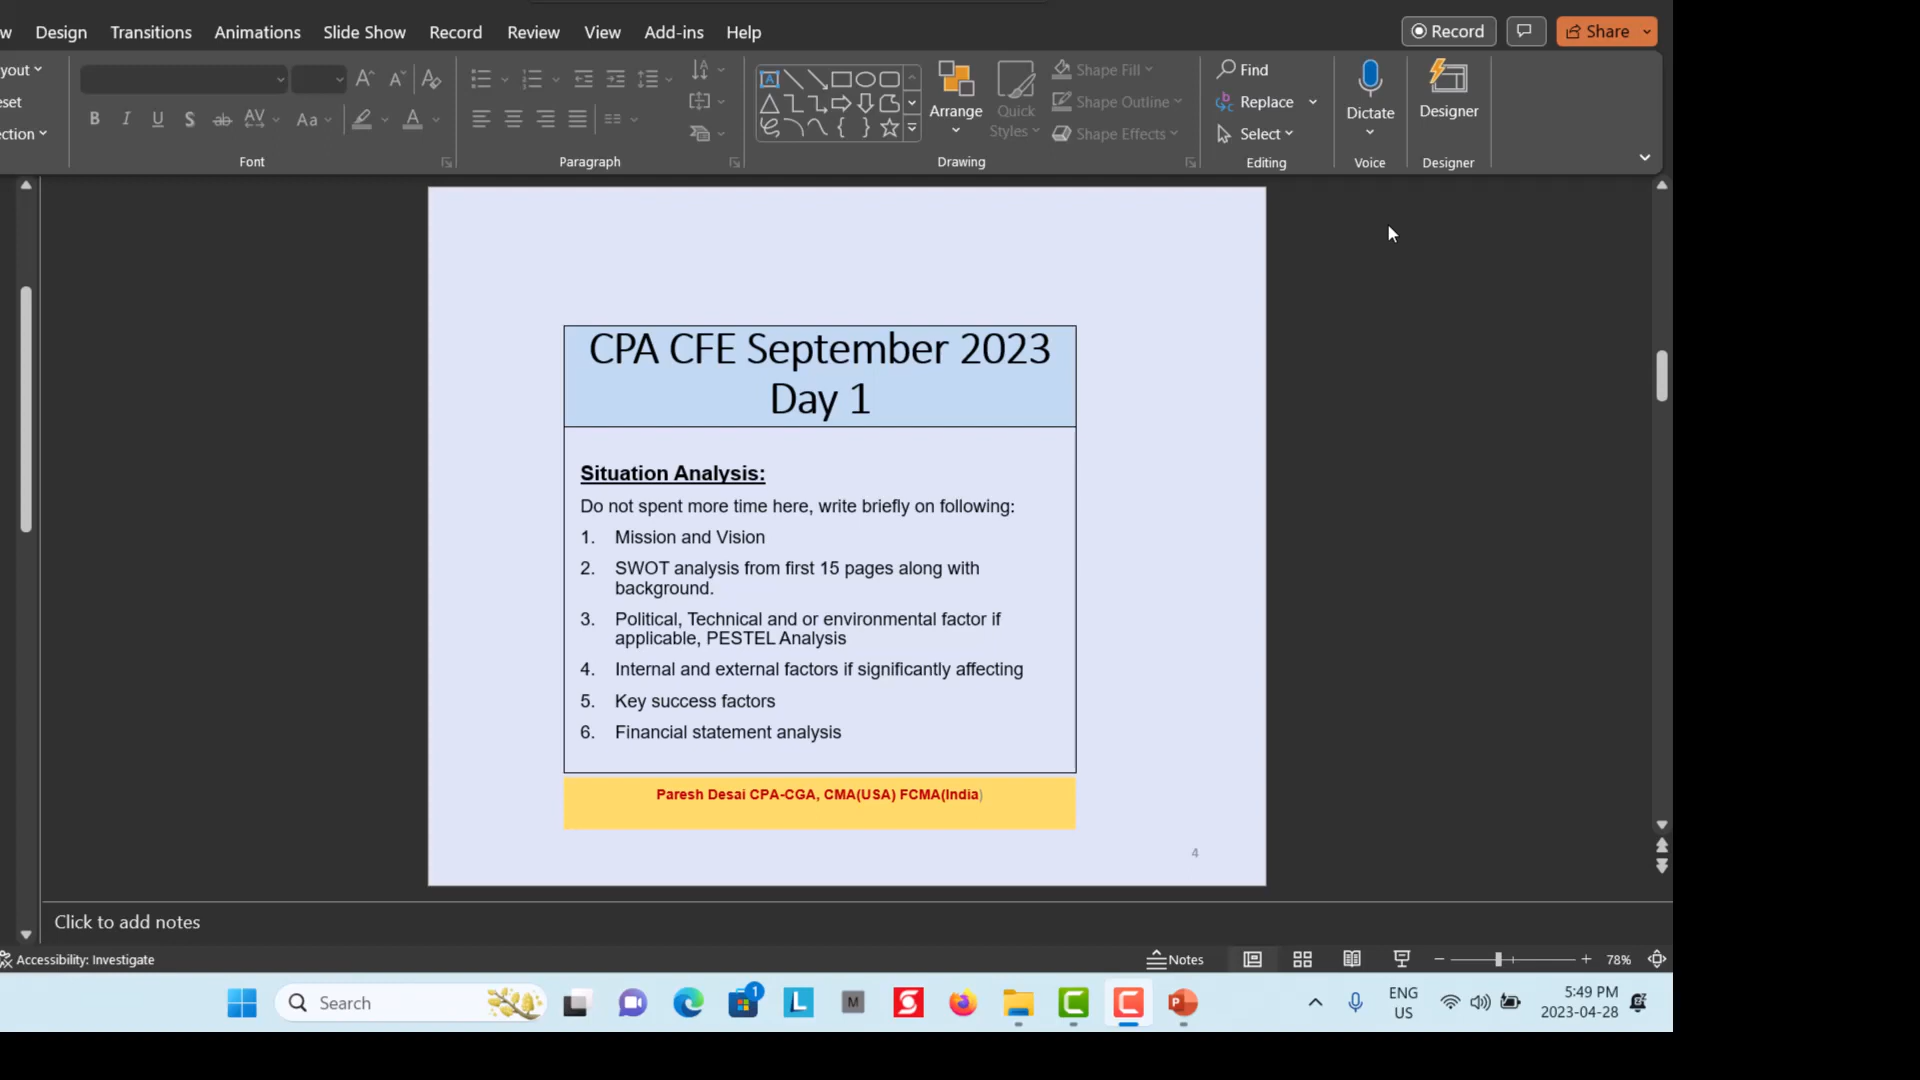 w Design Transitions Animations Slide Show Record Review View Add-ins Help Record Share
yout
eset
ection
Aa
Font
Paragraph
Arrange
Quick
Styles
Shape Fill
Shape Outline
Shape Effects
Drawing
Find
Replace
Select
Editing
Dictate
Voice
Designer
Designer
CPA CFE September 2023
Day 1
Situation Analysis:
Do not spent more time here, write briefly on following:
1. Mission and Vision
2. SWOT analysis from first 15 pages along with
background.
3. Political, Technical and or environmental factor if
applicable, PESTEL Analysis
4. Internal and external factors if significantly affecting
5. Key success factors
6. Financial statement analysis
Paresh Desai CPA-CGA, CMA(USA) FCMA(India)
4
Click to add notes
Accessibility: Investigate
Notes
78%
Search
1
L
M
S
C
C
P
ENG
US
5:49 PM
2023-04-28